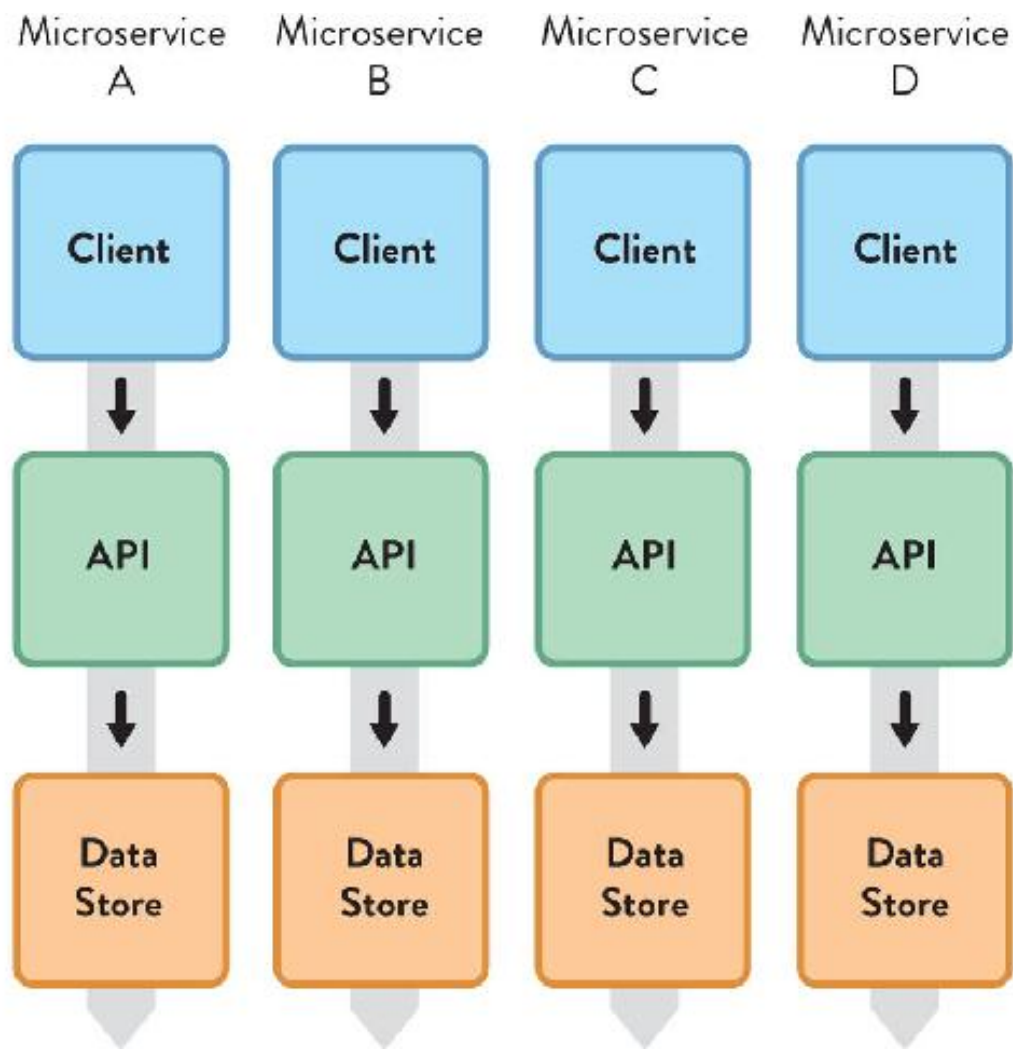 Microservice Microservice Microservice Microservice
A B C D
Client Client Client Client
API API API API
Data Data Data Data
Store Store Store Store